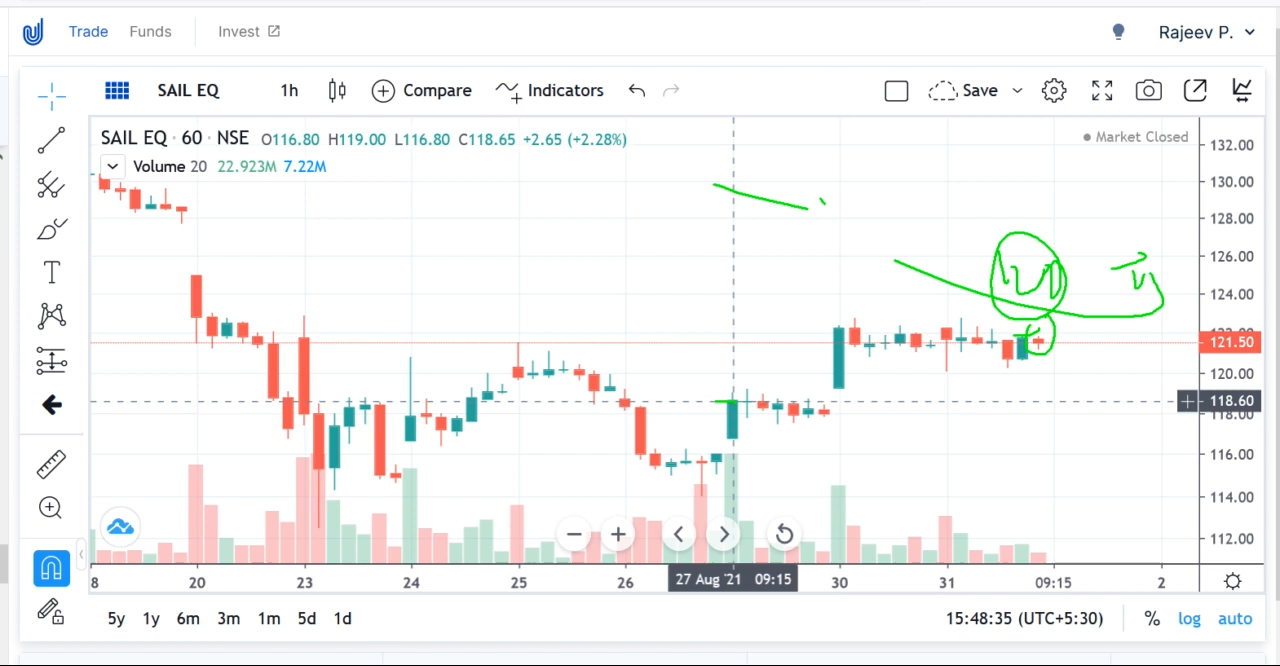 Trade Funds Invest Rajeev P.
SAIL EQ 1h Compare Indicators Save
SAIL EQ · 60 · NSE O116.80 H119.00 L116.80 C118.65 +2.65 (+2.28%) Market Closed
Volume 20 22.923M 7.22M
132.00
130.00
128.00
126.00
124.00
122.00
121.50
120.00
118.60
118.00
116.00
114.00
112.00
8 20 23 24 25 26 27 Aug '21 09:15 30 31 09:15 2
5y 1y 6m 3m 1m 5d 1d 15:48:35 (UTC+5:30) % log auto